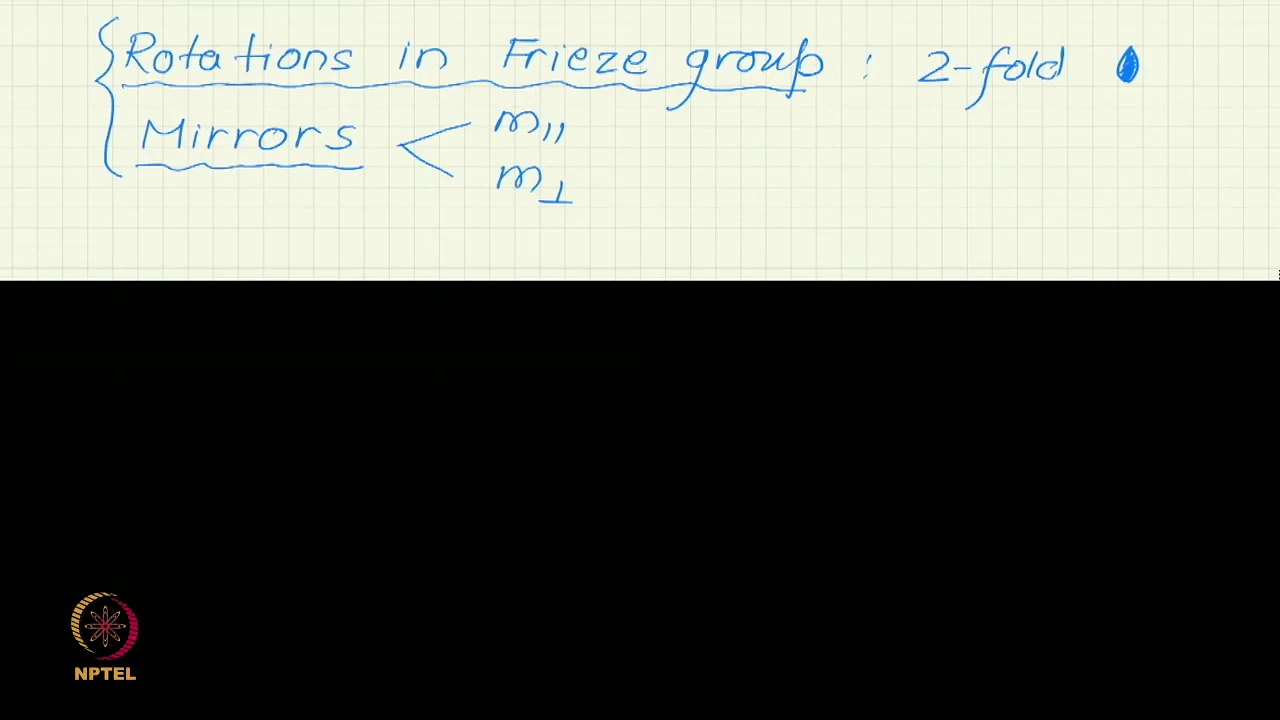 Rotations in Frieze group : 2-fold
Mirrors < m//
m⊥
NPTEL